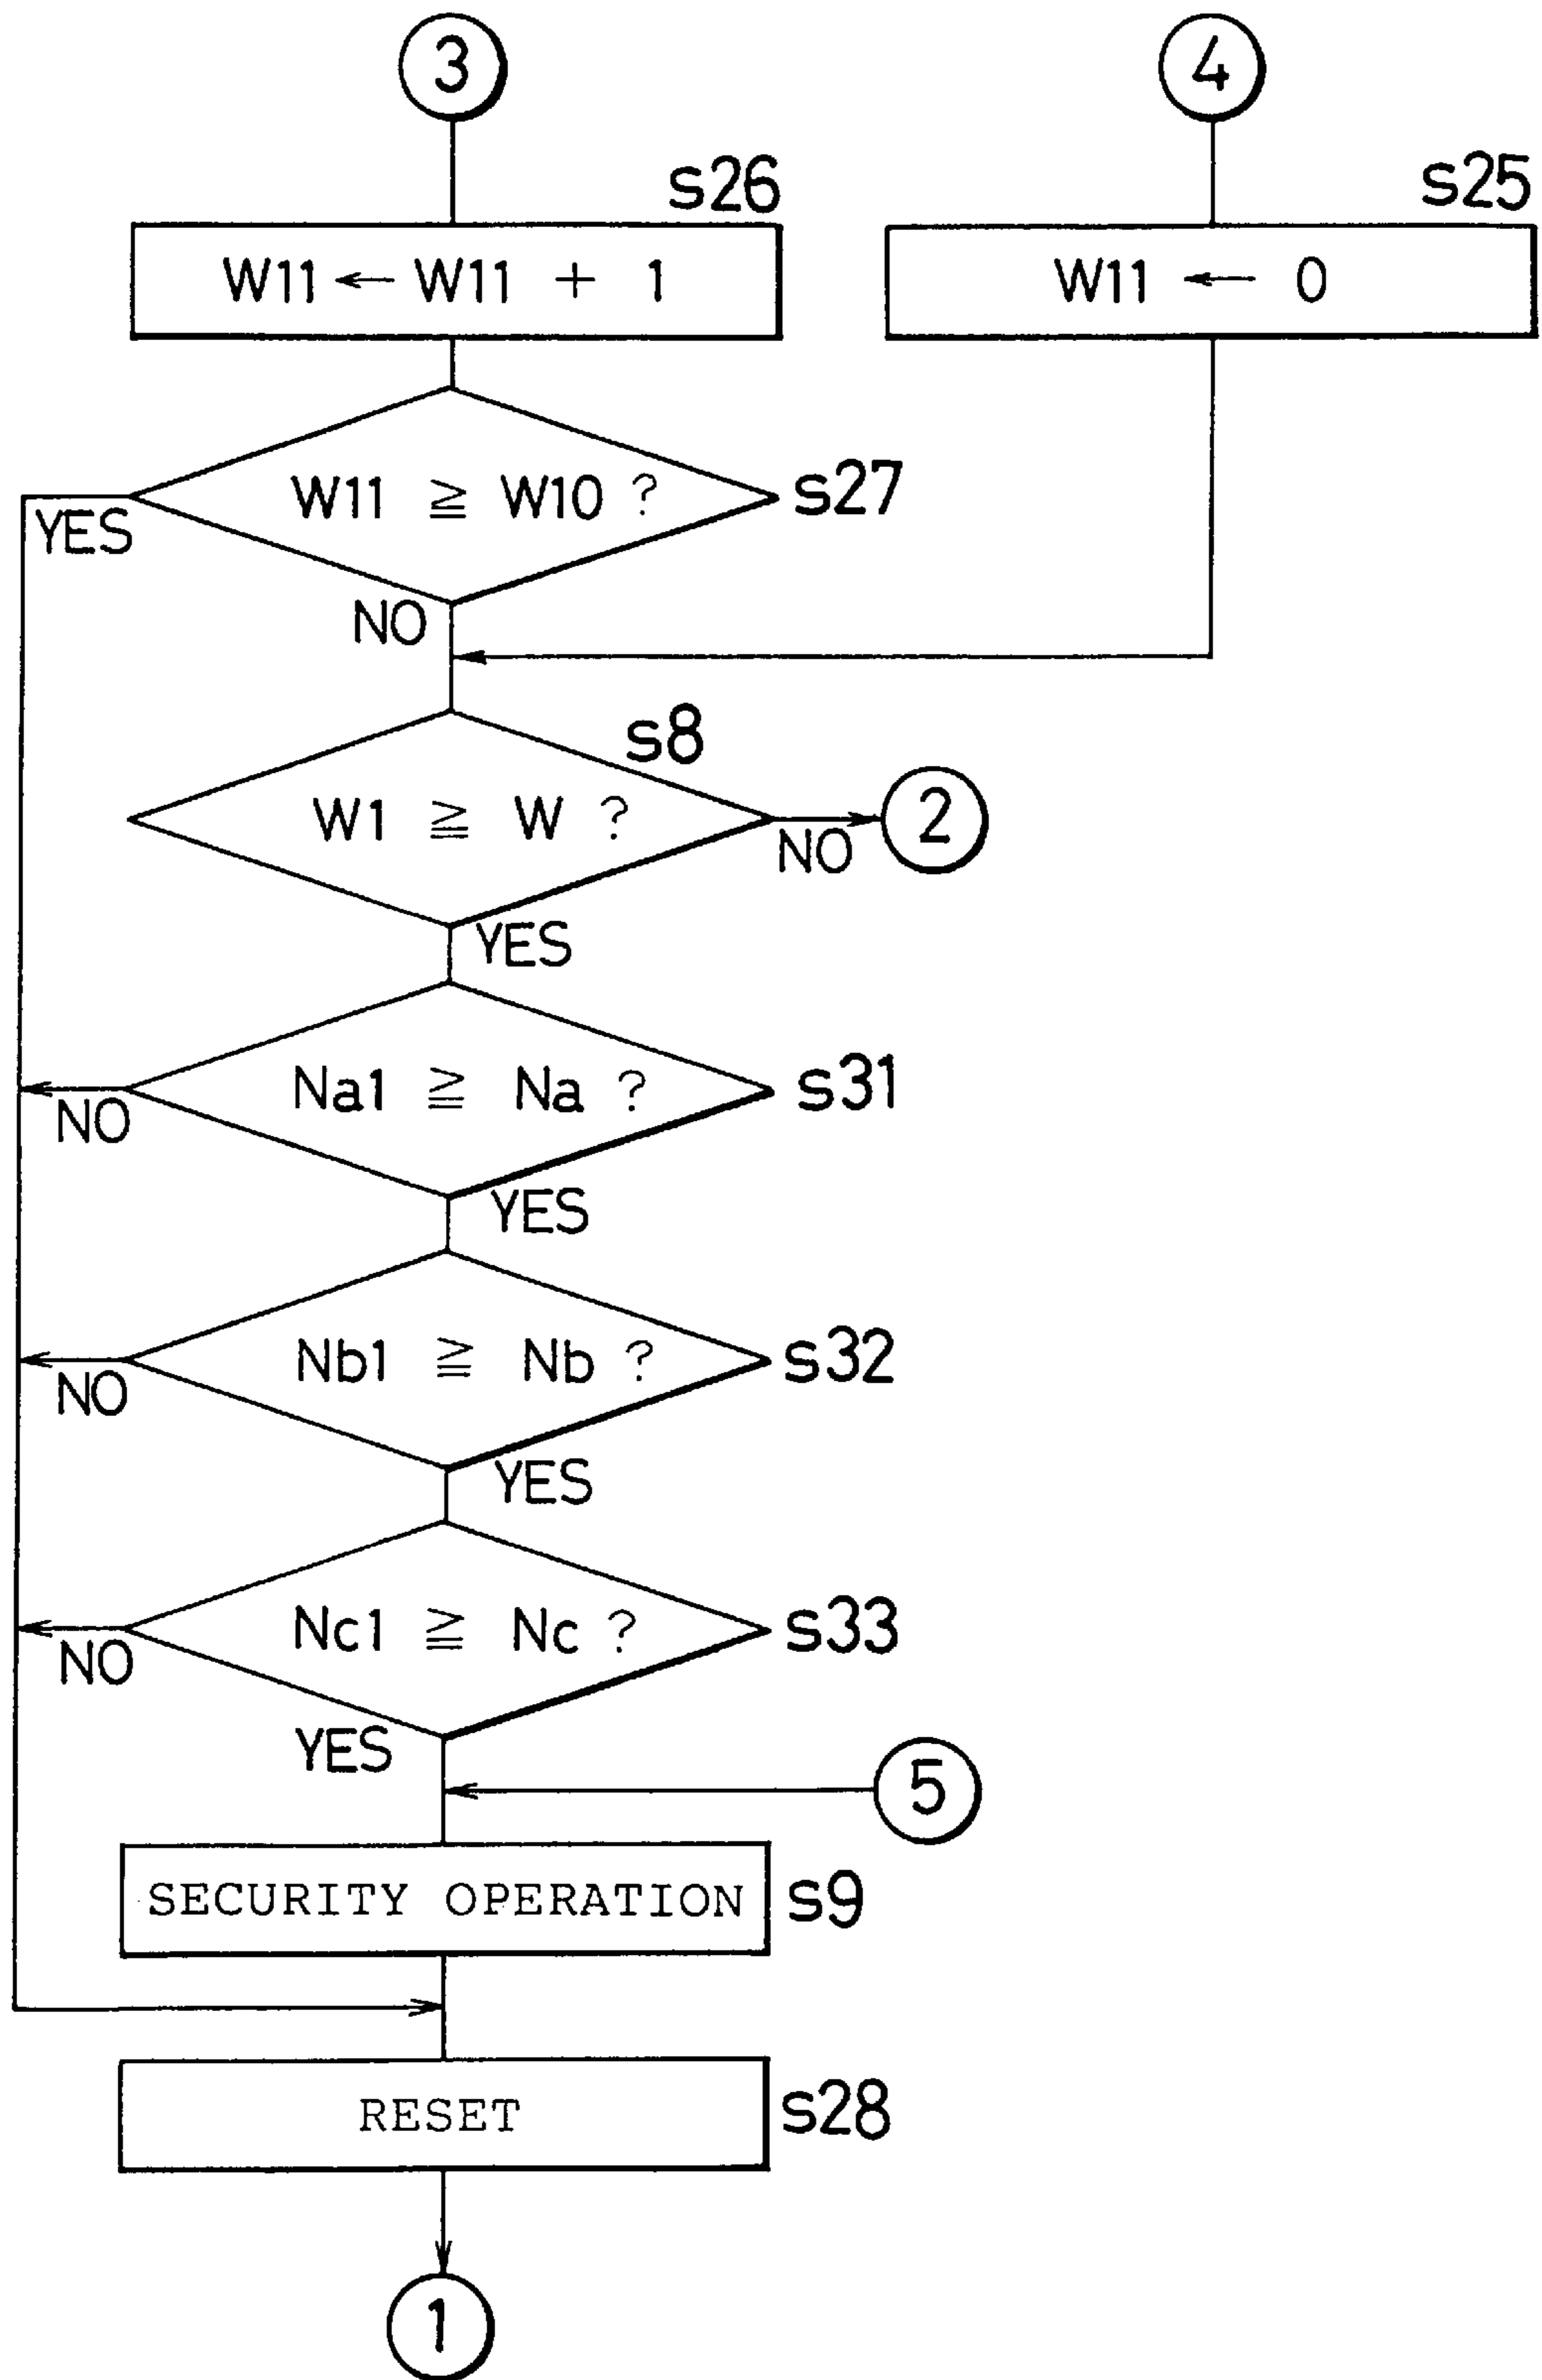 3
4
s26
s25
W11 ← W11 + 1
W11 ← 0
W11 ≧ W10 ?
s27
YES
NO
s8
W1 ≧ W ?
2
NO
YES
Na1 ≧ Na ?
s31
NO
YES
Nb1 ≧ Nb ?
s32
NO
YES
Nc1 ≧ Nc ?
s33
NO
YES
5
SECURITY OPERATION
s9
RESET
s28
1